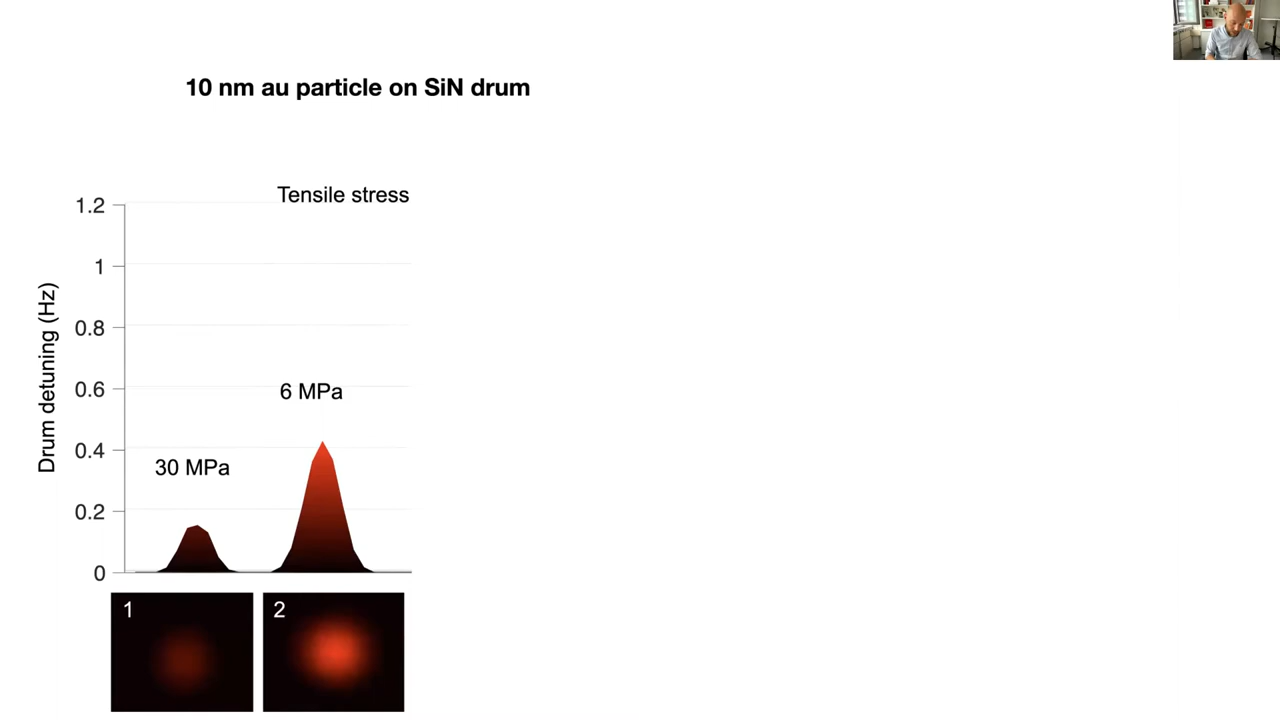 10 nm au particle on SiN drum
Tensile stress
1.2
1
0.8
0.6
0.4
0.2
0
Drum detuning (Hz)
6 MPa
30 MPa
1
2